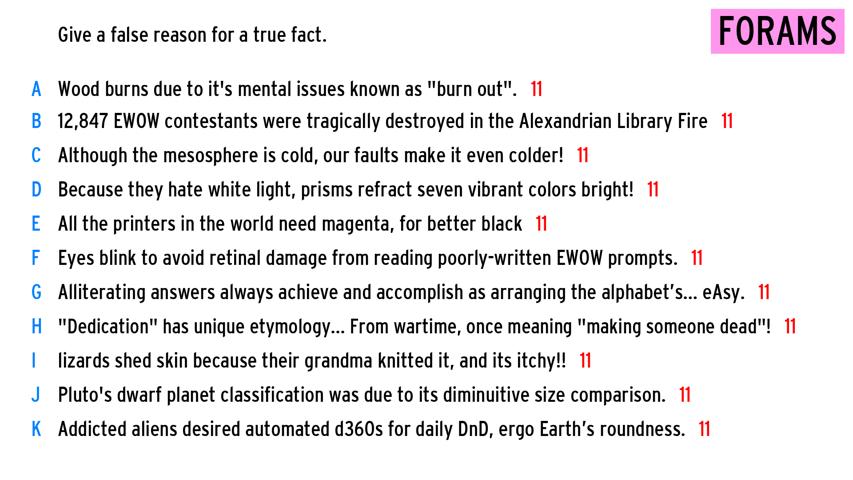 Give a false reason for a true fact.
FORAMS
A Wood burns due to it's mental issues known as "burn out". 11
B 12,847 EWOW contestants were tragically destroyed in the Alexandrian Library Fire 11
C Although the mesosphere is cold, our faults make it even colder! 11
D Because they hate white light, prisms refract seven vibrant colors bright! 11
E All the printers in the world need magenta, for better black 11
F Eyes blink to avoid retinal damage from reading poorly-written EWOW prompts. 11
G Alliterating answers always achieve and accomplish as arranging the alphabet's... eAsy. 11
H "Dedication" has unique etymology... From wartime, once meaning "making someone dead"! 11
I lizards shed skin because their grandma knitted it, and its itchy!! 11
J Pluto's dwarf planet classification was due to its diminuitive size comparison. 11
K Addicted aliens desired automated d360s for daily DnD, ergo Earth's roundness. 11